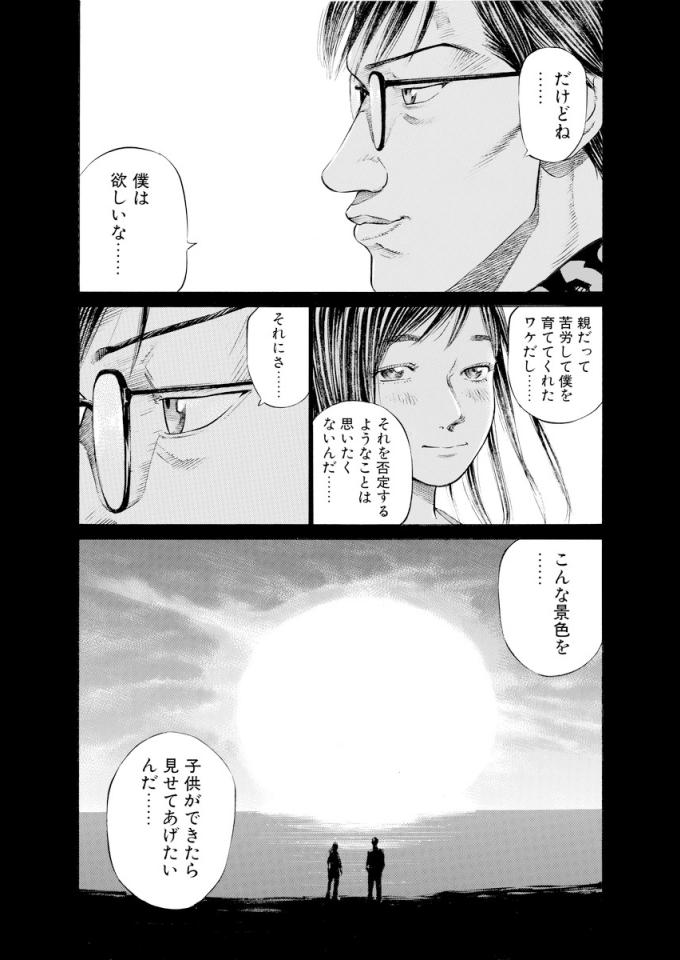 だけどね
……
僕は
欲しいな……
親だって
苦労して僕を
育ててくれた
ワケだし……
それを否定する
ようなことは
思いたく
ないんだ……
それにさ……
こんな景色を
……
子供ができたら
見せてあげたい
んだ……